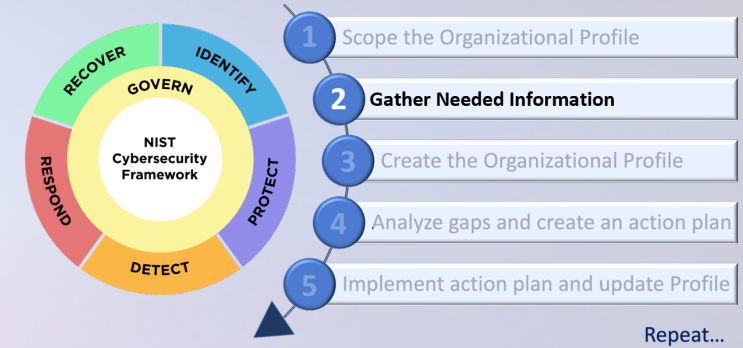 RECOVER
IDENTIFY
GOVERN
NIST
Cybersecurity
Framework
RESPOND
PROTECT
DETECT
1 Scope the Organizational Profile
2 Gather Needed Information
3 Create the Organizational Profile
4 Analyze gaps and create an action plan
5 Implement action plan and update Profile
Repeat...